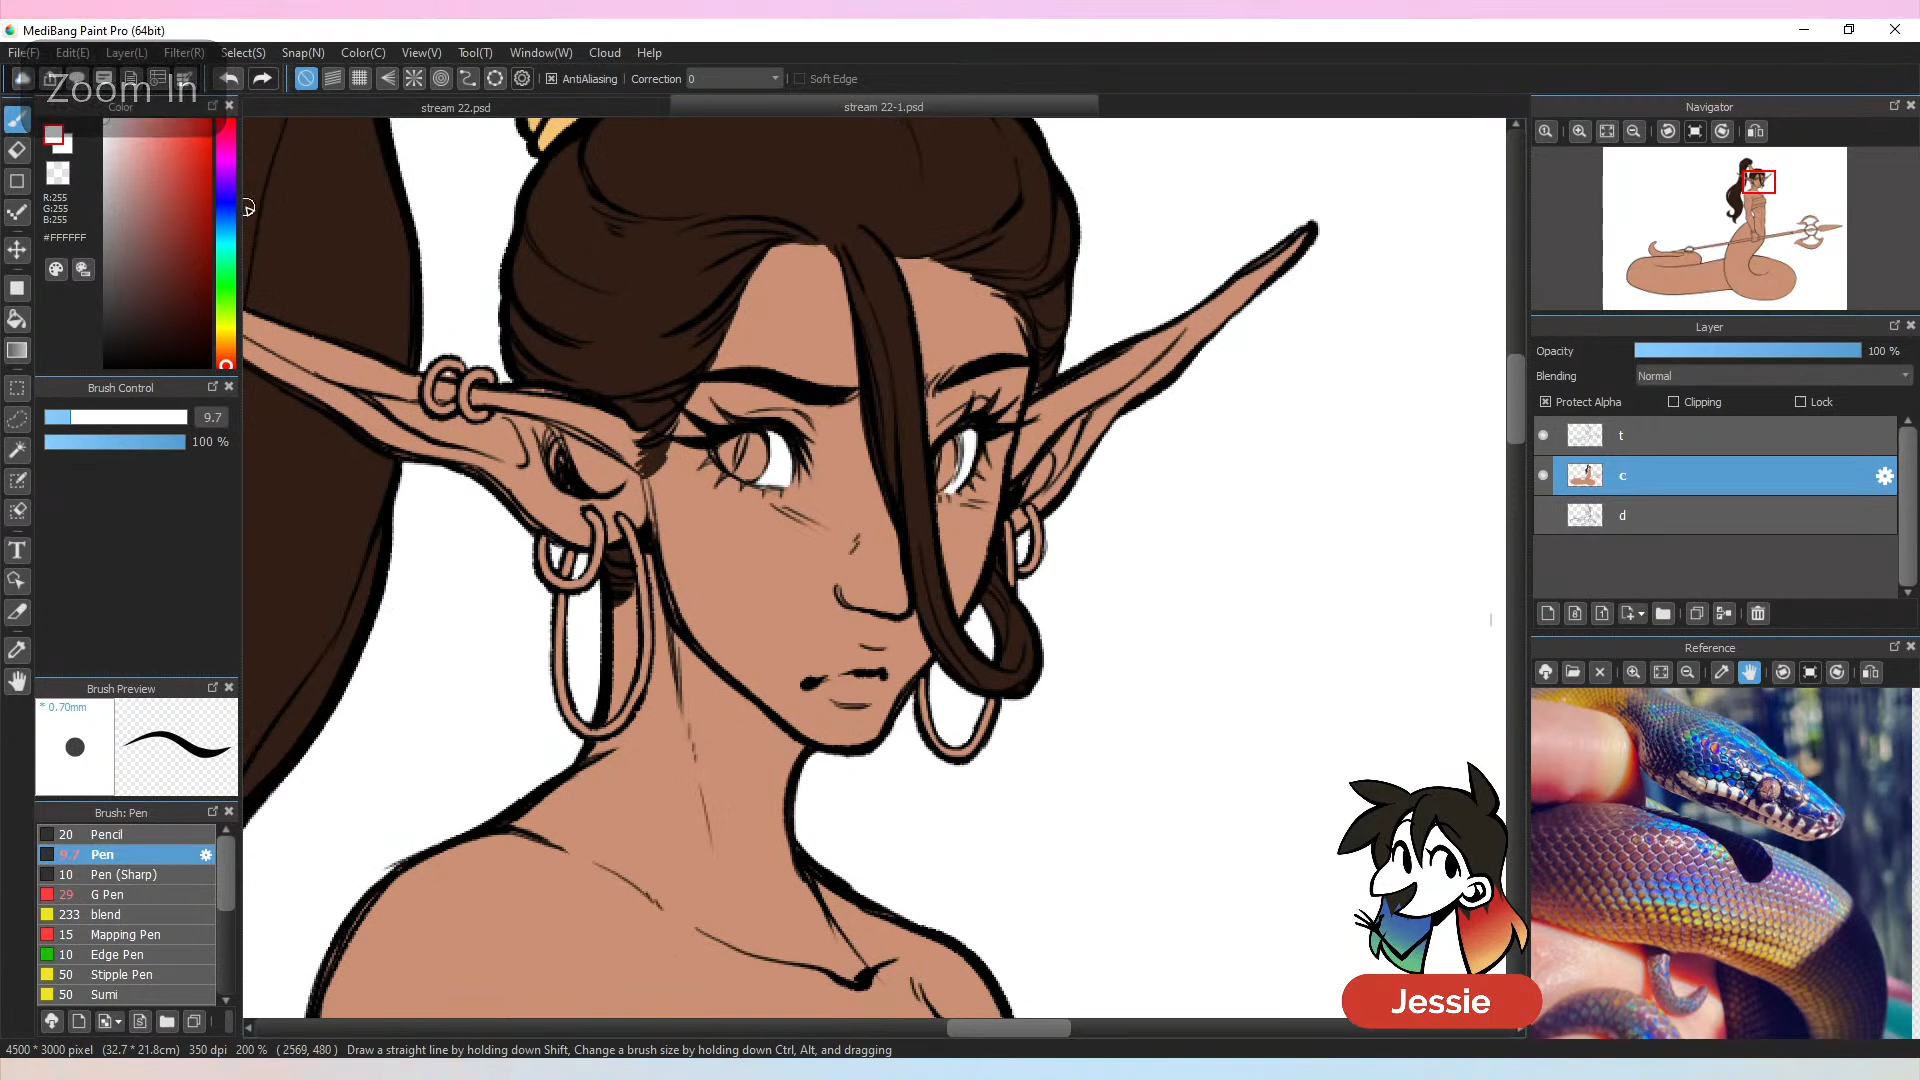 MediBang Paint Pro (64bit)
File(F) Edit(E) Layer(L) Filter(R) Select(S) Snap(N) Color(C) View(V) Tool(T) Window(W) Cloud Help
Zoom In
AntiAliasing Correction 0 Soft Edge
Color
stream 22.psd
stream 22-1.psd
Navigator
R:255
G:255
B:255
#FFFFFF
Layer
Opacity 100 %
Blending Normal
Protect Alpha Clipping Lock
t
c
d
Brush Control
9.7
100 %
Reference
Brush Preview
* 0.70mm
Brush: Pen
20 Pencil
9.7 Pen
10 Pen (Sharp)
29 G Pen
233 blend
15 Mapping Pen
10 Edge Pen
50 Stipple Pen
50 Sumi
Jessie
4500 * 3000 pixel (32.7 * 21.8cm) 350 dpi 200 % ( 2569, 480 ) Draw a straight line by holding down Shift, Change a brush size by holding down Ctrl, Alt, and dragging